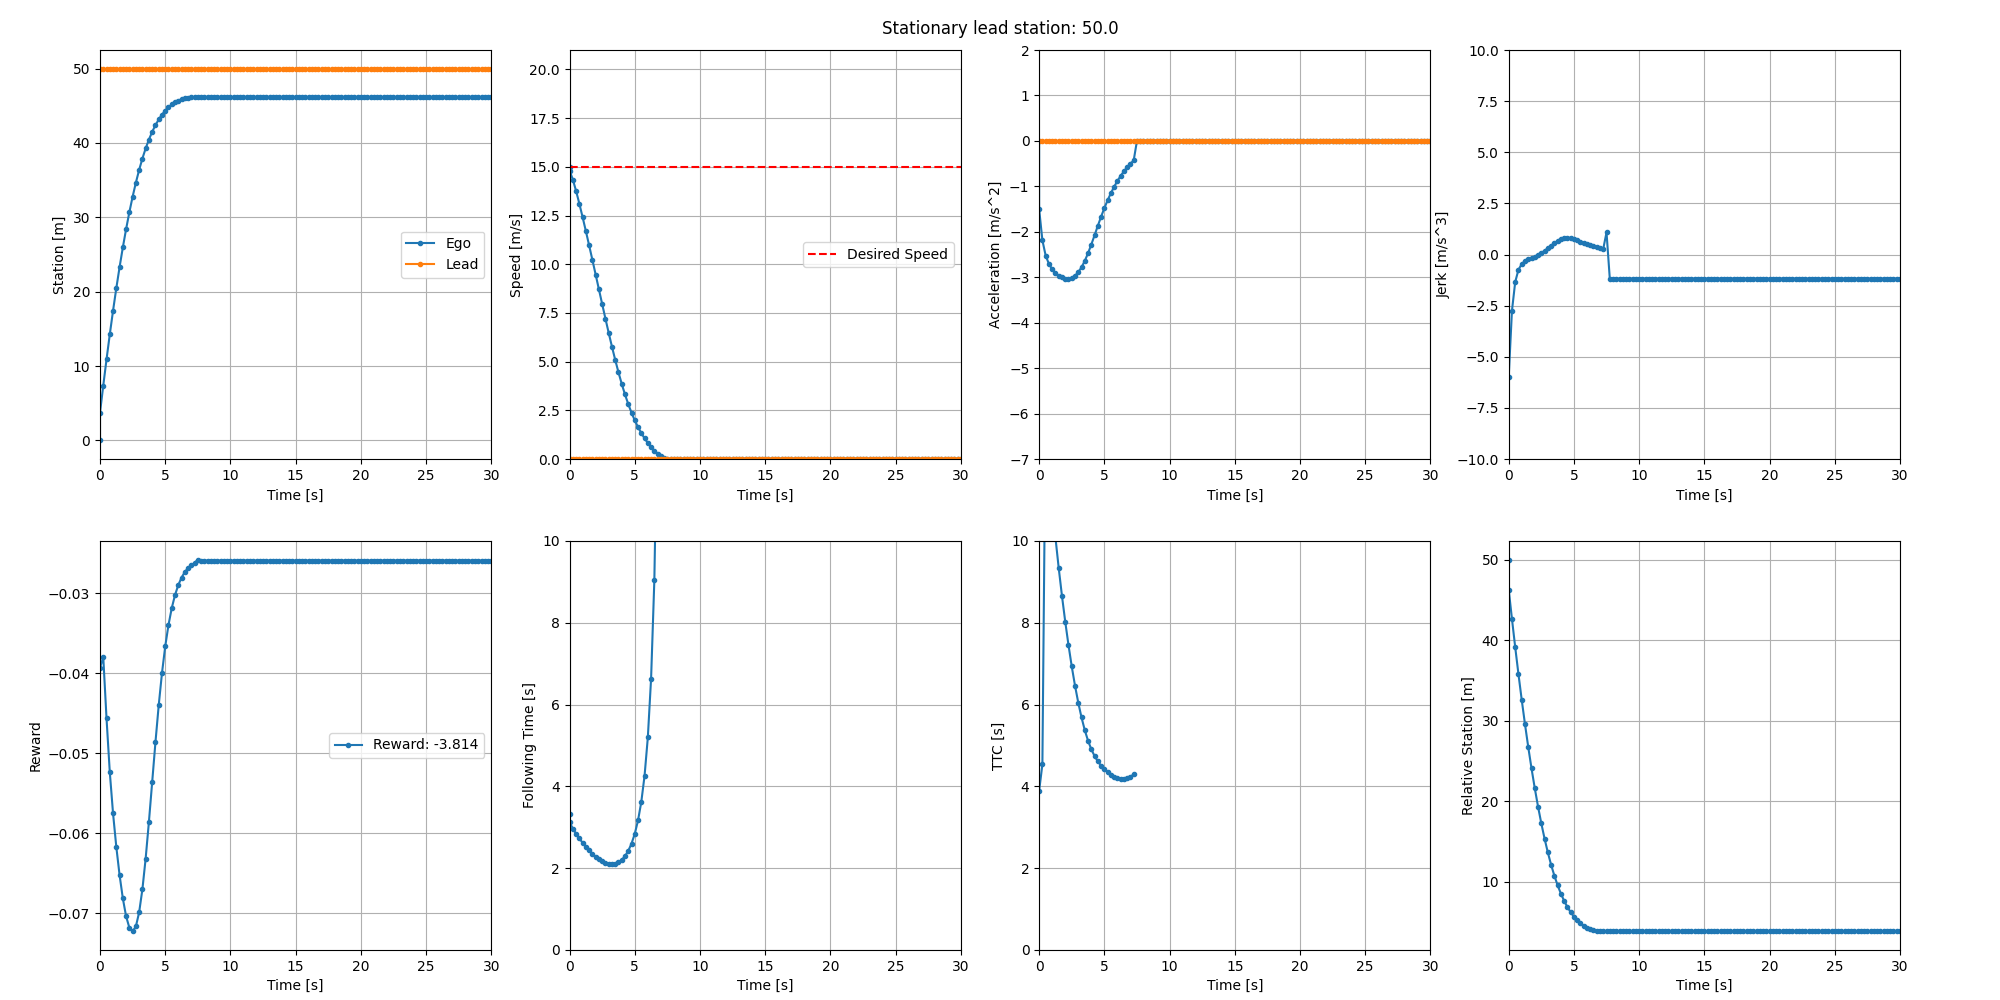 Stationary lead station: 50.0
50
40
30
20
10
0
Station [m]
Ego
Lead
0 5 10 15 20 25 30
Time [s]
20.0
17.5
15.0
12.5
10.0
7.5
5.0
2.5
0.0
Speed [m/s]
Desired Speed
0 5 10 15 20 25 30
Time [s]
2
1
0
−1
−2
−3
−4
−5
−6
−7
Acceleration [m/s^2]
0 5 10 15 20 25 30
Time [s]
10.0
7.5
5.0
2.5
0.0
−2.5
−5.0
−7.5
−10.0
Jerk [m/s^3]
0 5 10 15 20 25 30
Time [s]
−0.03
−0.04
−0.05
−0.06
−0.07
Reward
Reward: -3.814
0 5 10 15 20 25 30
Time [s]
10
8
6
4
2
0
Following Time [s]
0 5 10 15 20 25 30
Time [s]
10
8
6
4
2
0
TTC [s]
0 5 10 15 20 25 30
Time [s]
50
40
30
20
10
Relative Station [m]
0 5 10 15 20 25 30
Time [s]